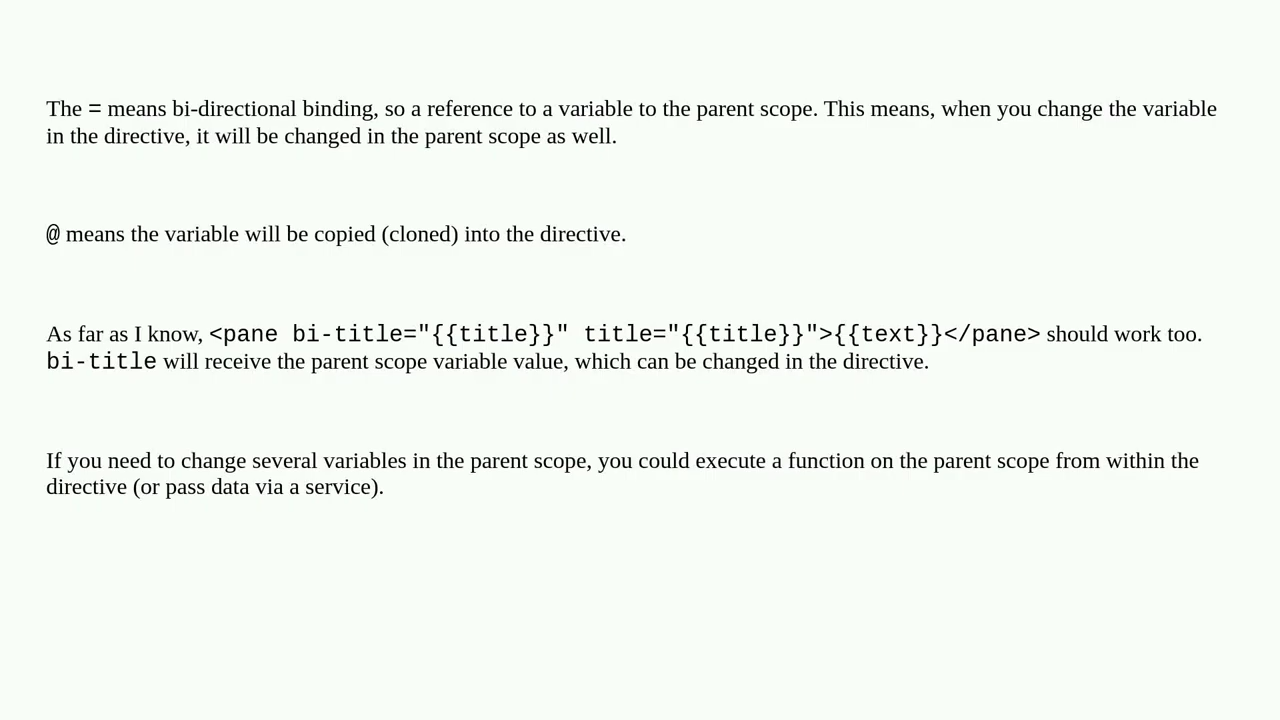 The = means bi-directional binding, so a reference to a variable to the parent scope. This means, when you change the variable
in the directive, it will be changed in the parent scope as well.
@ means the variable will be copied (cloned) into the directive.
As far as I know, <pane bi-title="{{title}}" title="{{title}}">{{text}}</pane> should work too.
bi-title will receive the parent scope variable value, which can be changed in the directive.
If you need to change several variables in the parent scope, you could execute a function on the parent scope from within the
directive (or pass data via a service).